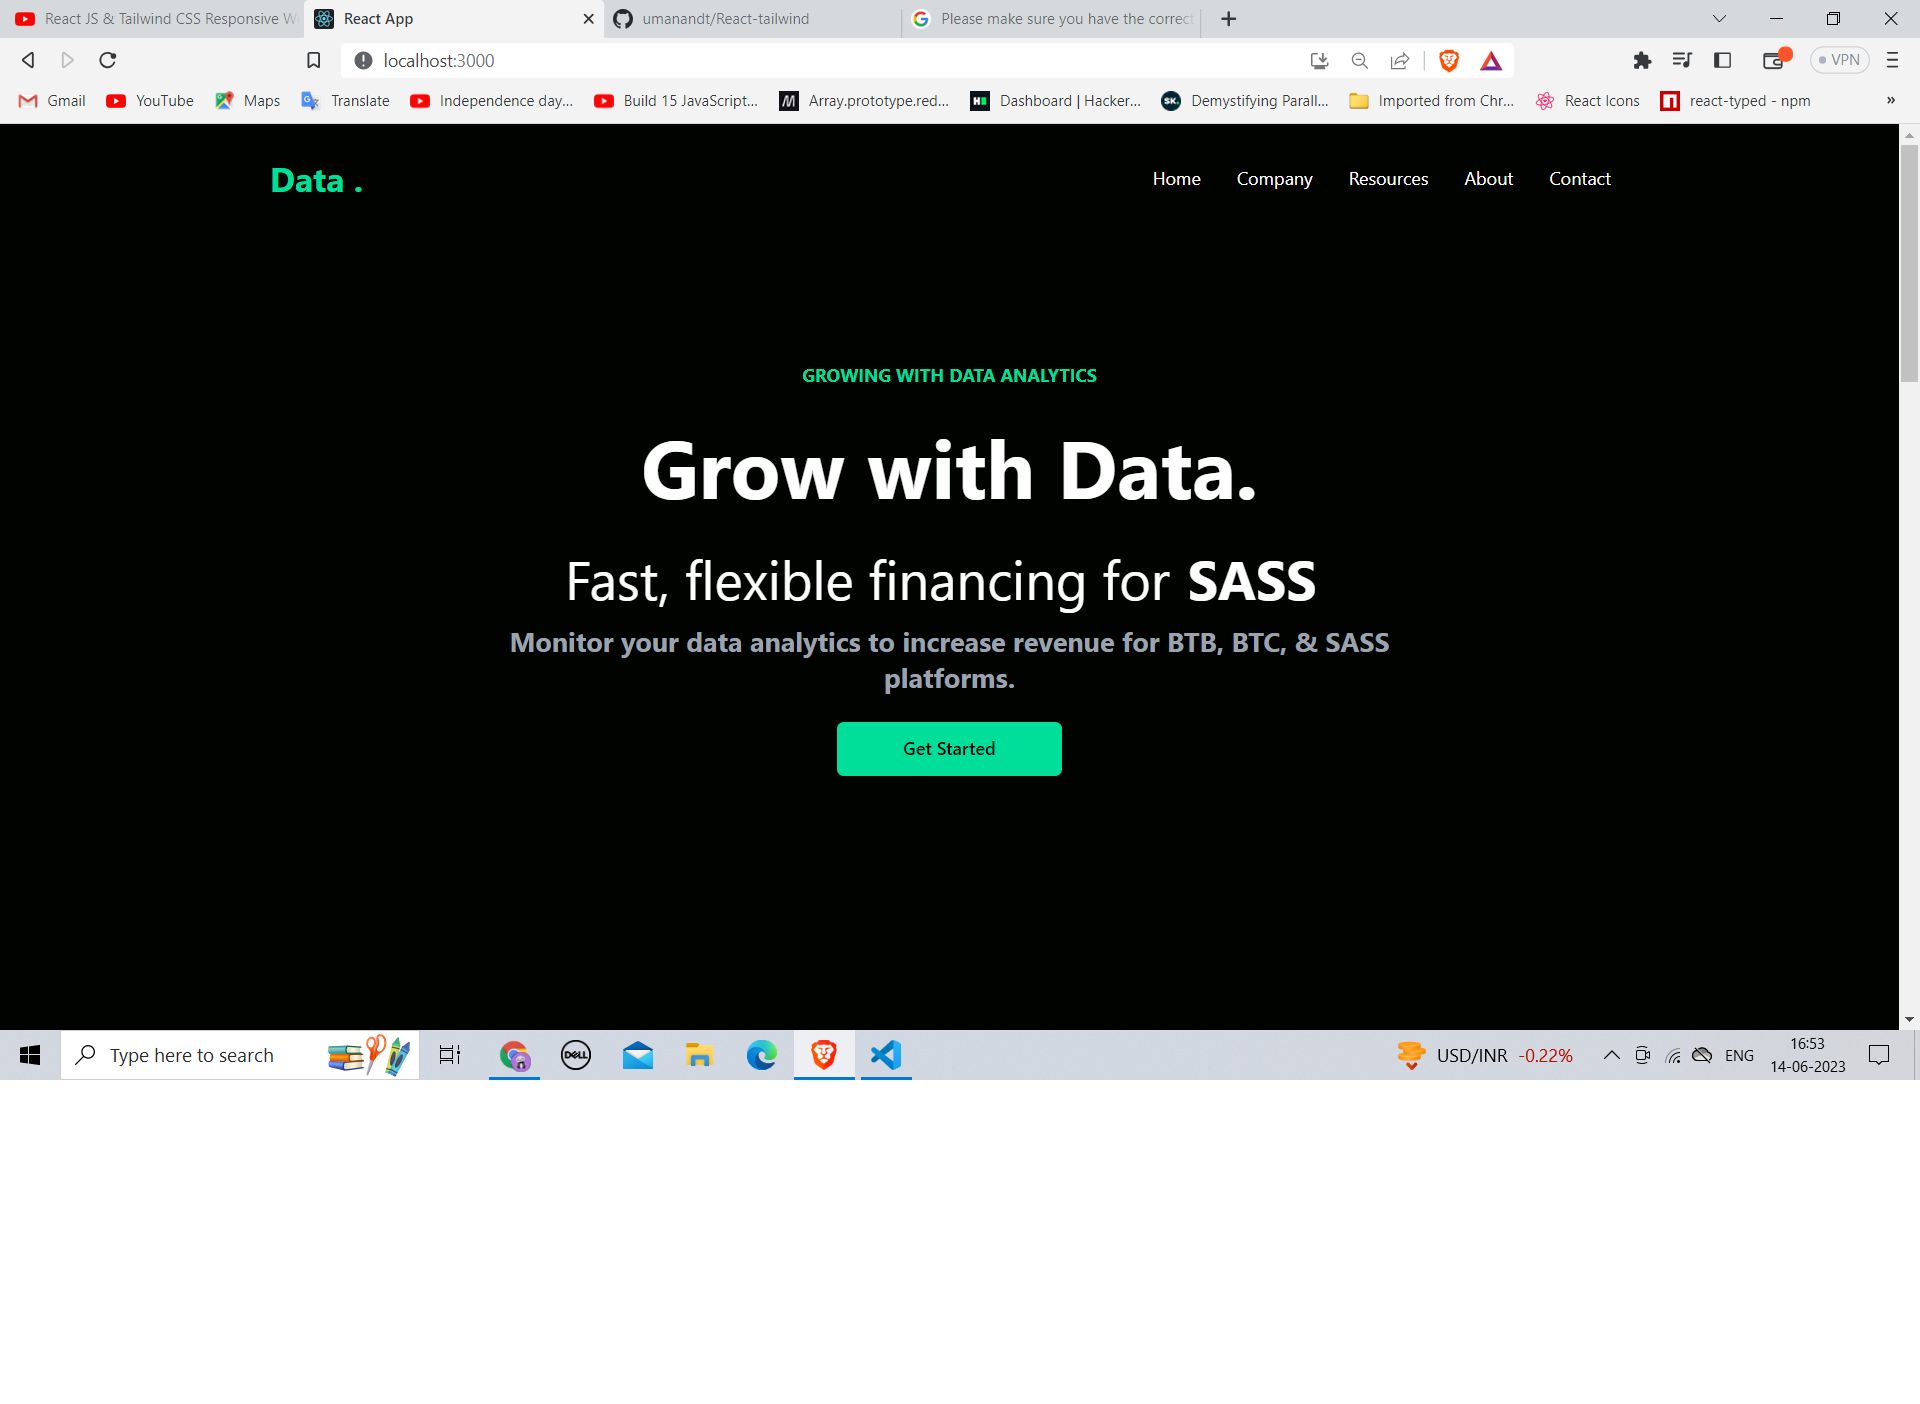 React JS & Tailwind CSS Responsive W
React App
umanandt/React-tailwind
Please make sure you have the correct
localhost:3000
VPN
Gmail
YouTube
Maps
Translate
Independence day...
Build 15 JavaScript...
Array.prototype.red...
Dashboard | Hacker...
Demystifying Parall...
Imported from Chr...
React Icons
react-typed - npm
»
Data .
Home
Company
Resources
About
Contact
GROWING WITH DATA ANALYTICS
Grow with Data.
Fast, flexible financing for SASS
Monitor your data analytics to increase revenue for BTB, BTC, & SASS
platforms.
Get Started
Type here to search
DELL
USD/INR -0.22%
ENG
16:53
14-06-2023